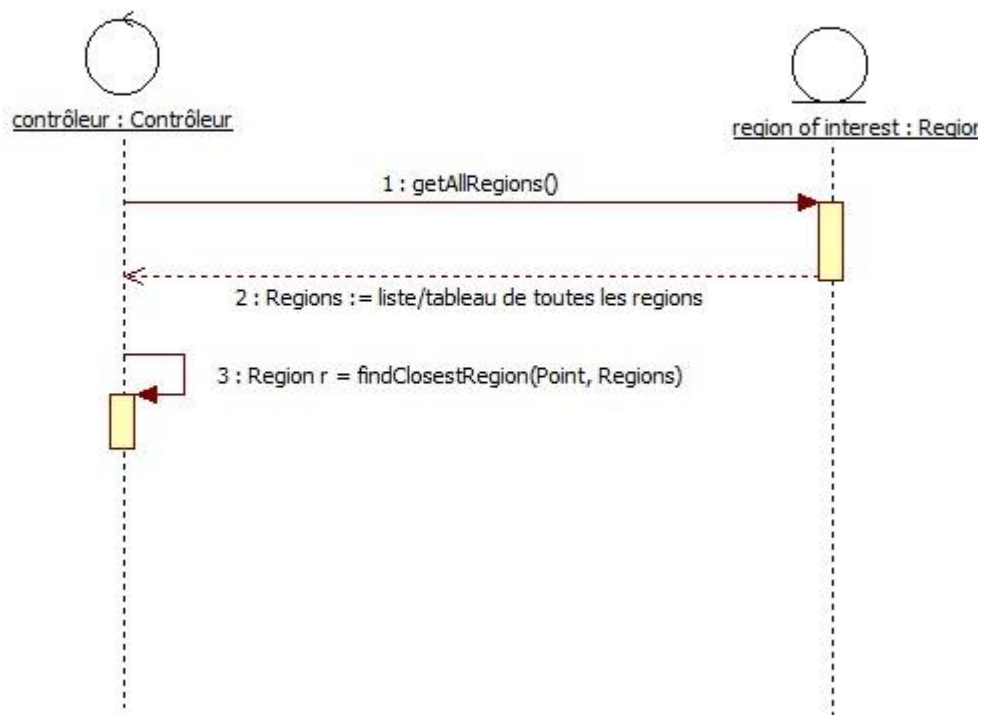 contrôleur : Contrôleur
region of interest : Region
1 : getAllRegions()
2 : Regions := liste/tableau de toutes les regions
3 : Region r = findClosestRegion(Point, Regions)